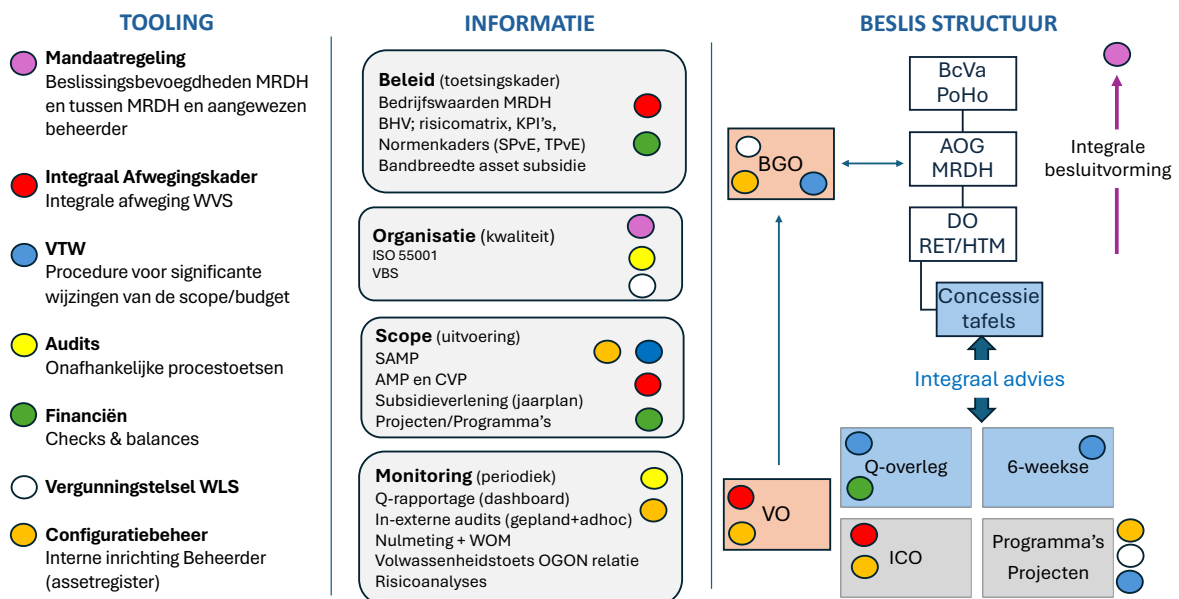 TOOLING
Mandaatregeling
Beslissingsbevoegdheden MRDH
en tussen MRDH en aangewezen
beheerder
Integraal Afwegingskader
Integrale afweging WVS
VTW
Procedure voor significante
wijzingen van de scope/budget
Audits
Onafhankelijke procestoetsen
Financiën
Checks & balances
Vergunningstelsel WLS
Configuratiebeheer
Interne inrichting Beheerder
(assetregister)
INFORMATIE
Beleid (toetsingskader)
Bedrijfswaarden MRDH
BHV; risicomatrix, KPI's,
Normenkaders (SPvE, TPvE)
Bandbreedte asset subsidie
Organisatie (kwaliteit)
ISO 55001
VBS
Scope (uitvoering)
SAMP
AMP en CVP
Subsidieverlening (jaarplan)
Projecten/Programma's
Monitoring (periodiek)
Q-rapportage (dashboard)
In-externe audits (gepland+adhoc)
Nulmeting + WOM
Volwassenheidstoets OGON relatie
Risicoanalyses
BESLIS STRUCTUUR
BcVa
PoHo
BGO
AOG
MRDH
Integrale
besluitvorming
DO
RET/HTM
Concessie
tafels
Integraal advies
Q-overleg
6-weekse
VO
ICO
Programma's
Projecten